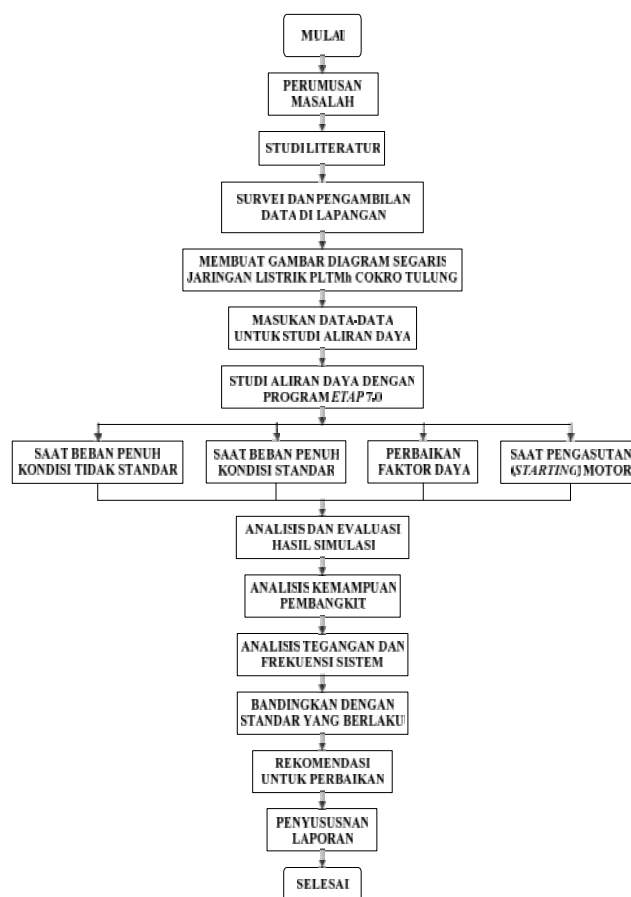 MULAI
PERUMUSAN
MASALAH
STUDI LITERATUR
SURVEI DAN PENGAMBILAN
DATA DI LAPANGAN
MEMBUAT GAMBAR DIAGRAM SEGARIS
JARINGAN LISTRIK PLTMh COKRO TULUNG
MASUKAN DATA-DATA
UNTUK STUDI ALIRAN DAYA
STUDI ALIRAN DAYA DENGAN
PROGRAM ETAP 7.0
SAAT BEBAN PENUH
KONDISI TIDAK STANDAR
SAAT BEBAN PENUH
KONDISI STANDAR
PERBAIKAN
FAKTOR DAYA
SAAT PENGASUTAN
(STARTING) MOTOR
ANALISIS DAN EVALUASI
HASIL SIMULASI
ANALISIS KEMAMPUAN
PEMBANGKIT
ANALISIS TEGANGAN DAN
FREKUENSI SISTEM
BANDINGKAN DENGAN
STANDAR YANG BERLAKU
REKOMENDASI
UNTUK PERBAIKAN
PENYUSUSNAN
LAPORAN
SELESAI